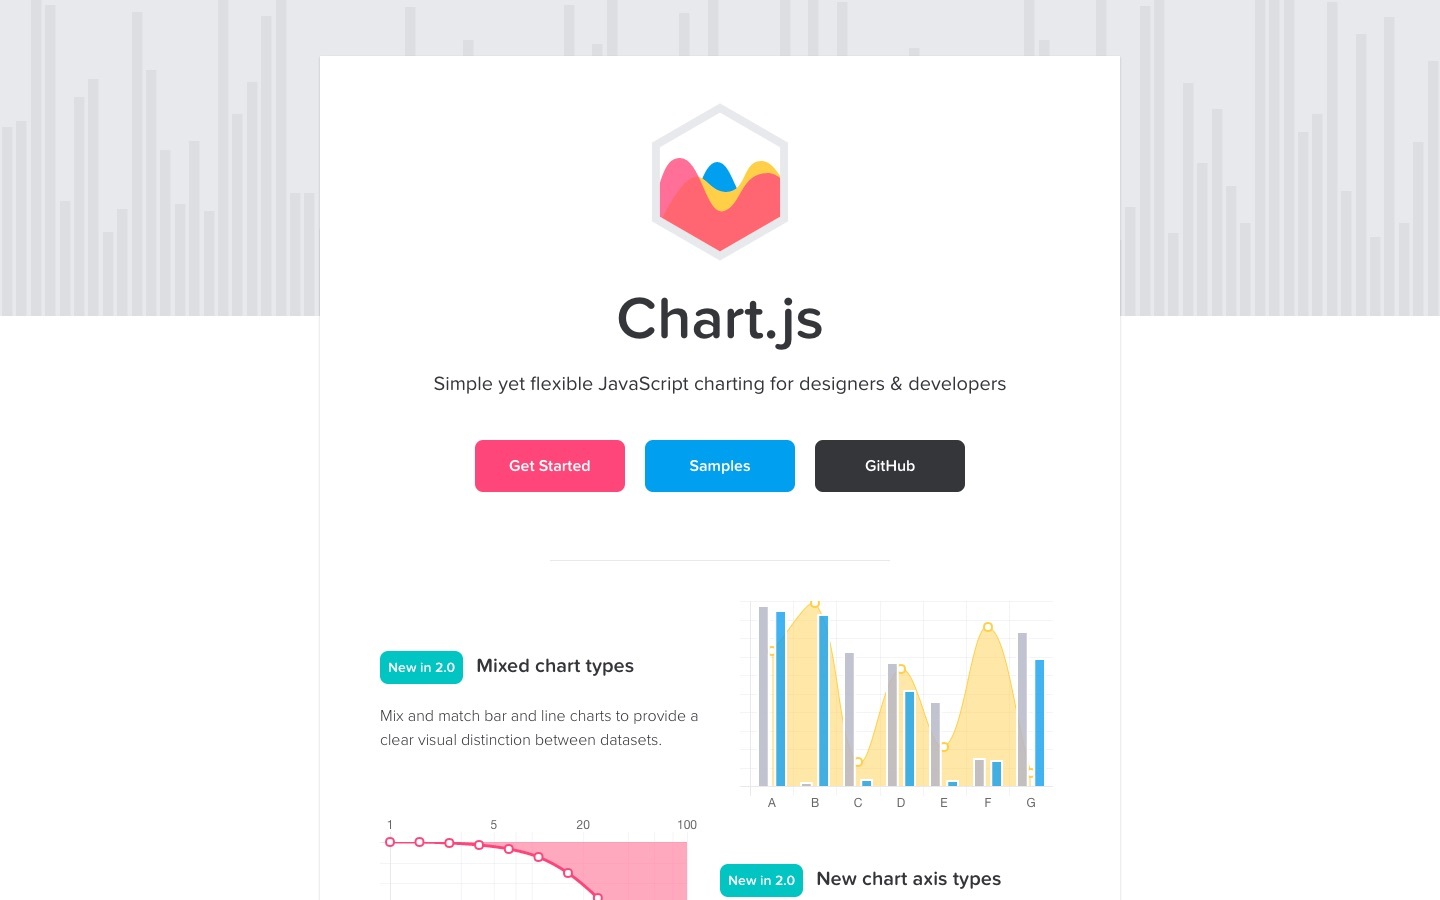 Chart.js
Simple yet flexible JavaScript charting for designers & developers
Get Started
Samples
GitHub
New in 2.0
Mixed chart types
Mix and match bar and line charts to provide a
clear visual distinction between datasets.
A B C D E F G
1 5 20 100
New in 2.0
New chart axis types